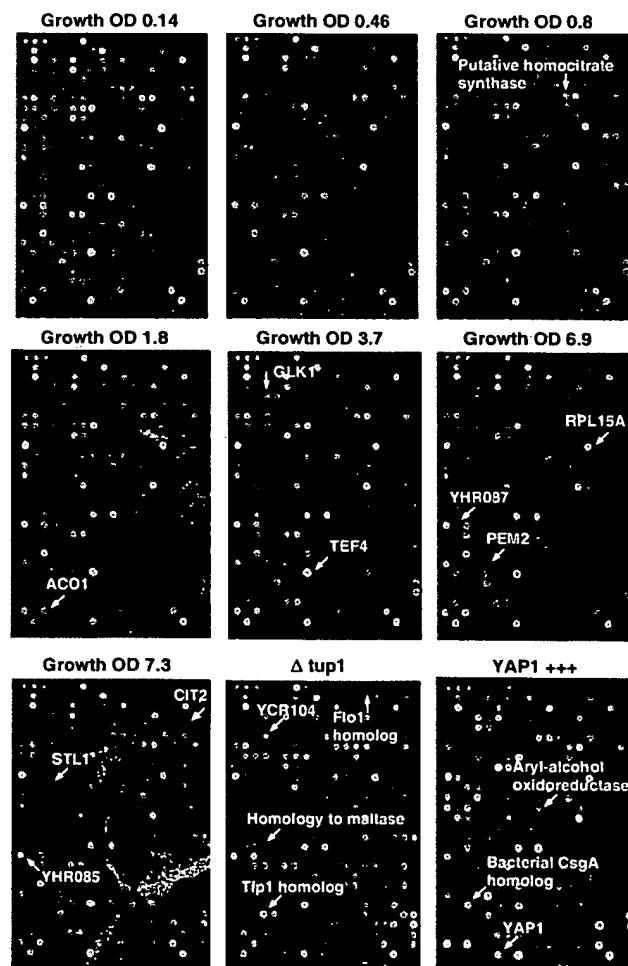 Growth OD 0.14
Growth OD 0.46
Growth OD 0.8
Putative homocitrate
synthase
Growth OD 1.8
Growth OD 3.7
Growth OD 6.9
GLK1
RPL15A
YHR087
PEM2
TEF4
ACO1
Growth OD 7.3
Δ tup1
YAP1 +++
CIT2
YCR104
Flo1
homolog
STL1
Aryl-alcohol
oxidoreductase
Homology to maltase
YHR085
Bacterial CsgA
homolog
Tfp1 homolog
YAP1